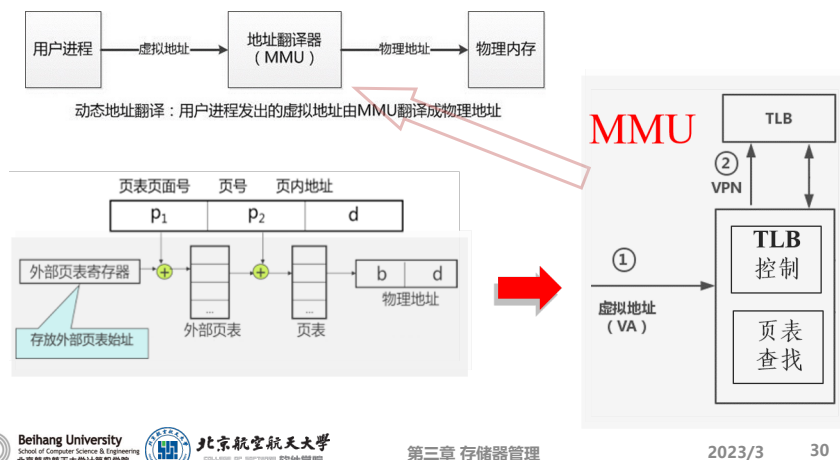 用户进程
虚拟地址
地址翻译器
（MMU）
物理地址
物理内存
动态地址翻译：用户进程发出的虚拟地址由MMU翻译成物理地址
页表页面号 页号 页内地址
p1 p2 d
外部页表寄存器
... ...
b d
物理地址
外部页表 页表
存放外部页表始址
MMU
TLB
②
VPN
①
虚拟地址
（VA）
TLB
控制
页表
查找
Beihang University
School of Computer Science & Engineering
北京航空航天大学
第三章 存储器管理
2023/3
30